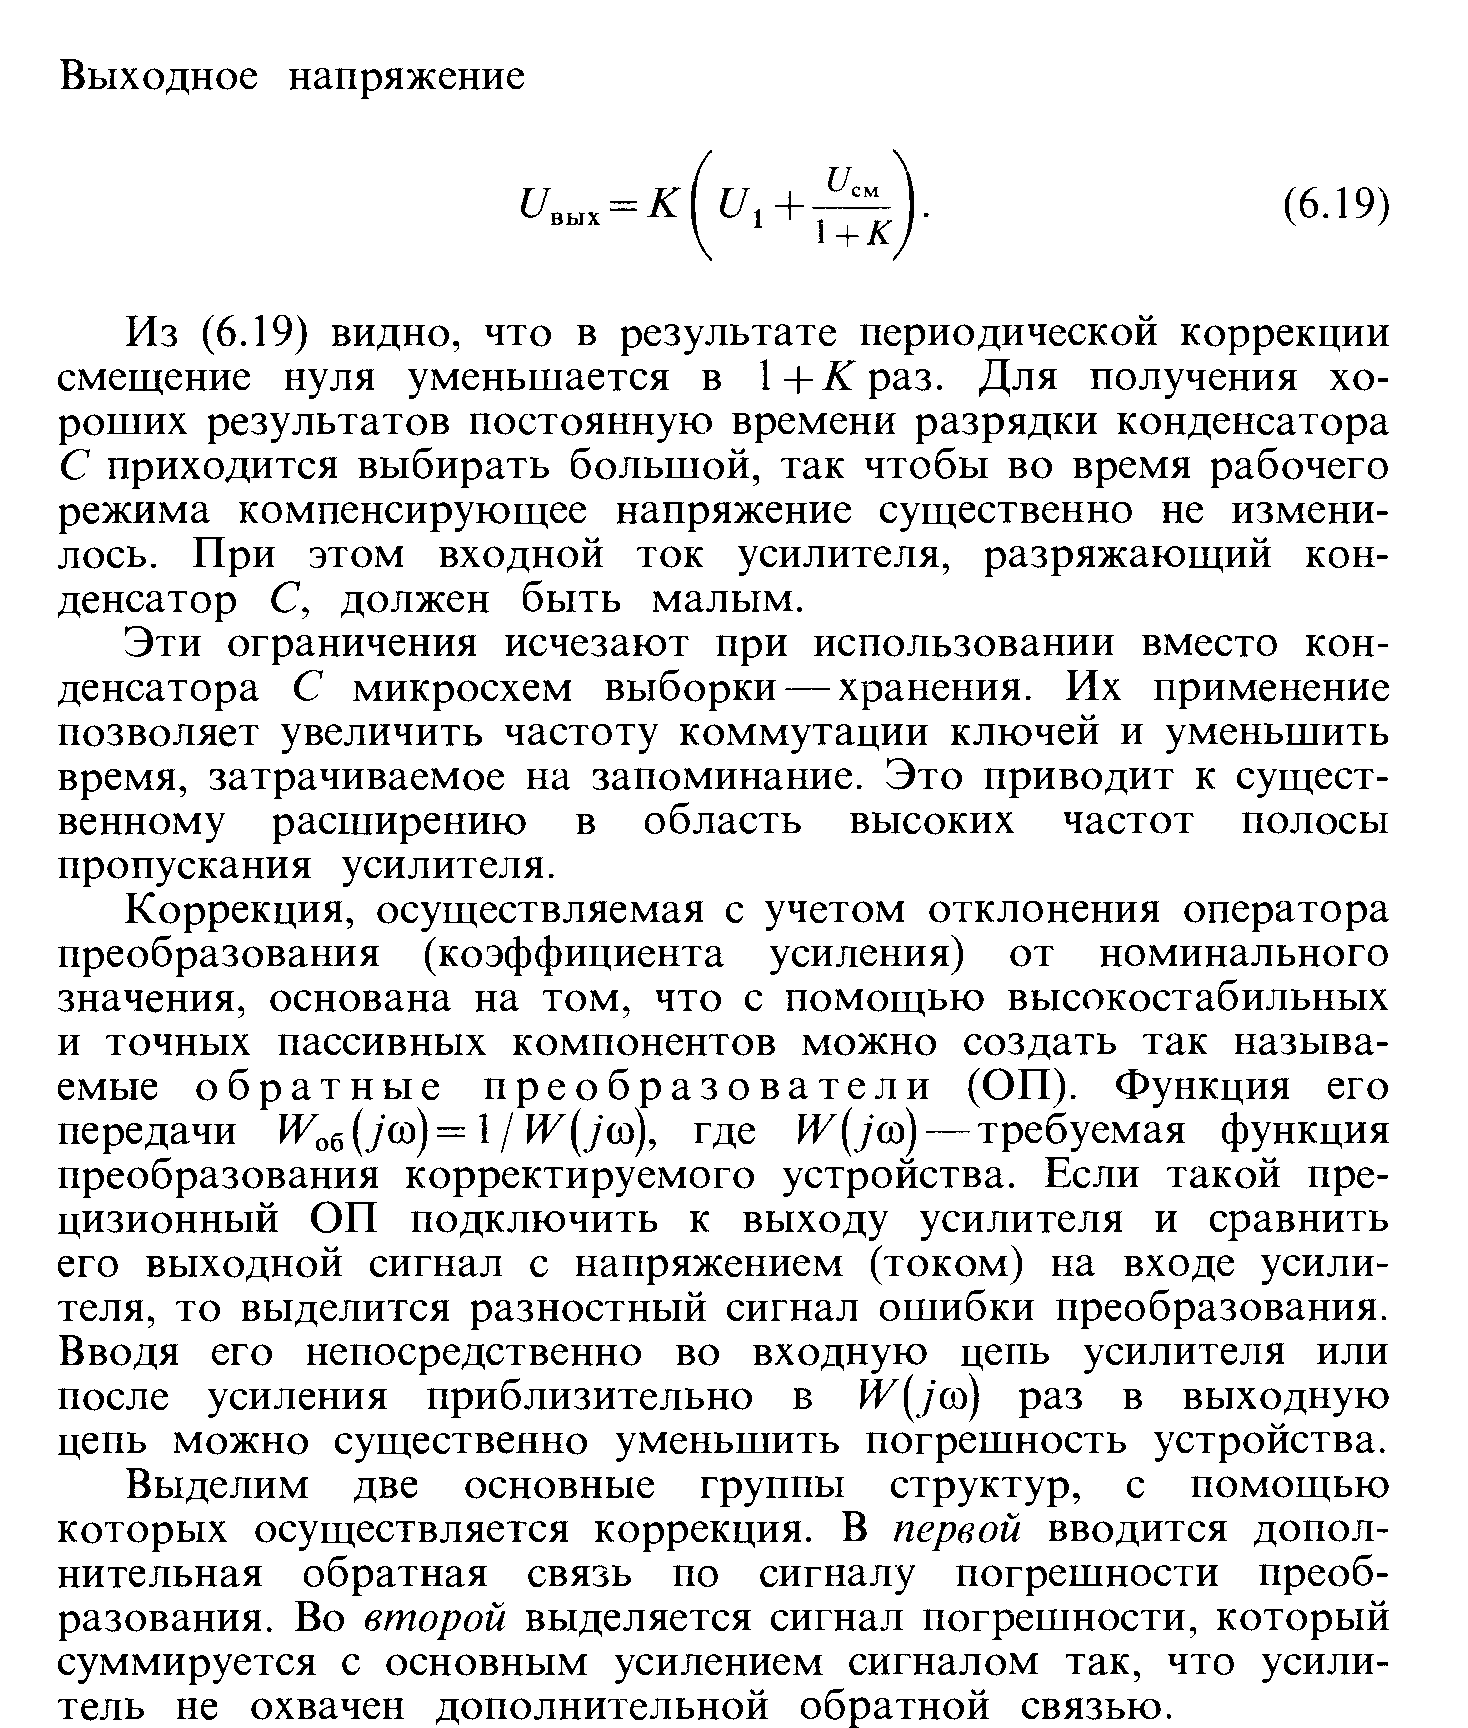 Выходное напряжение
U_вых = K(U_1 + U_см/(1 + K)). (6.19)
Из (6.19) видно, что в результате периодической коррекции
смещение нуля уменьшается в 1 + K раз. Для получения хо-
роших результатов постоянную времени разрядки конденсатора
C приходится выбирать большой, так чтобы во время рабочего
режима компенсирующее напряжение существенно не измени-
лось. При этом входной ток усилителя, разряжающий кон-
денсатор C, должен быть малым.
Эти ограничения исчезают при использовании вместо кон-
денсатора C микросхем выборки — хранения. Их применение
позволяет увеличить частоту коммутации ключей и уменьшить
время, затрачиваемое на запоминание. Это приводит к сущест-
венному расширению в область высоких частот полосы
пропускания усилителя.
Коррекция, осуществляемая с учетом отклонения оператора
преобразования (коэффициента усиления) от номинального
значения, основана на том, что с помощью высокостабильных
и точных пассивных компонентов можно создать так называ-
емые обратные преобразователи (ОП). Функция его
передачи W_об(jω) = 1/W(jω), где W(jω) — требуемая функция
преобразования корректируемого устройства. Если такой пре-
цизионный ОП подключить к выходу усилителя и сравнить
его выходной сигнал с напряжением (током) на входе усили-
теля, то выделится разностный сигнал ошибки преобразования.
Вводя его непосредственно во входную цепь усилителя или
после усиления приблизительно в W(jω) раз в выходную
цепь можно существенно уменьшить погрешность устройства.
Выделим две основные группы структур, с помощью
которых осуществляется коррекция. В первой вводится допол-
нительная обратная связь по сигналу погрешности преоб-
разования. Во второй выделяется сигнал погрешности, который
суммируется с основным усилением сигналом так, что усили-
тель не охвачен дополнительной обратной связью.